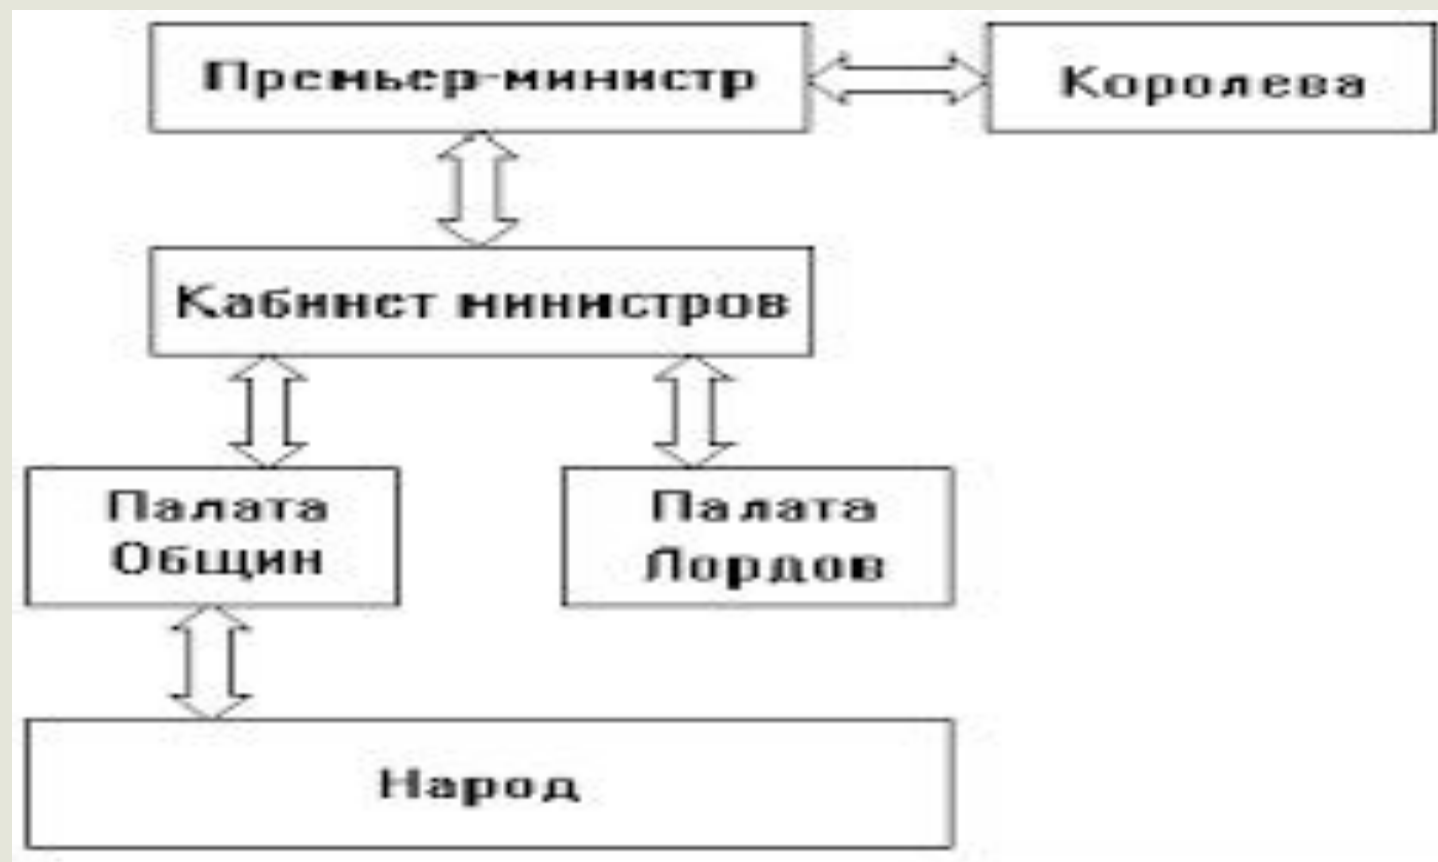 Премьер-министр
Королева
Кабинет министров
Палата
Общин
Палата
Лордов
Народ